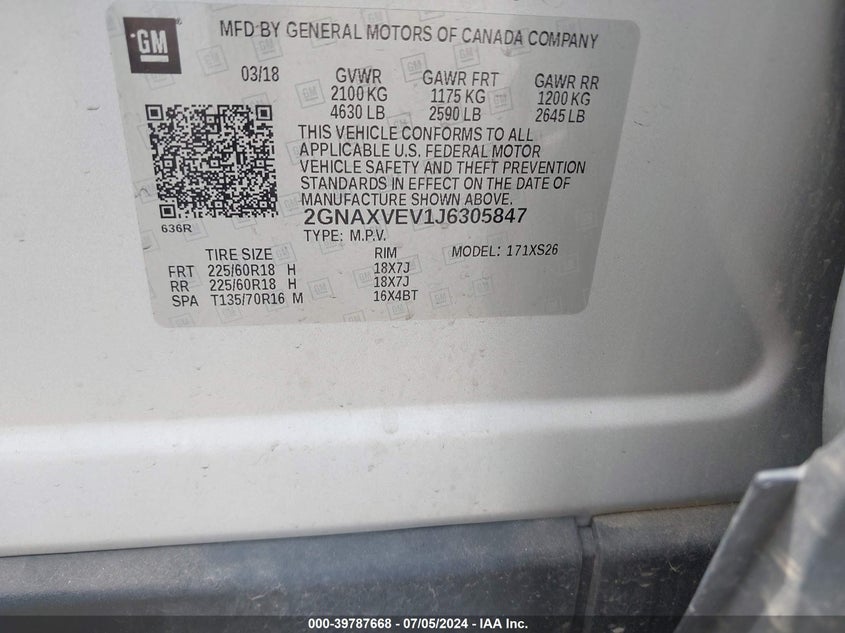 GM
MFD BY GENERAL MOTORS OF CANADA COMPANY
03/18 GVWR GAWR FRT GAWR RR
2100 KG 1175 KG 1200 KG
4630 LB 2590 LB 2645 LB
THIS VEHICLE CONFORMS TO ALL
APPLICABLE U.S. FEDERAL MOTOR
VEHICLE SAFETY AND THEFT PREVENTION
STANDARDS IN EFFECT ON THE DATE OF
MANUFACTURE SHOWN ABOVE.
636R
2GNAXVEV1J6305847
TYPE: M.P.V.
TIRE SIZE RIM MODEL: 171XS26
FRT 225/60R18 H 18X7J
RR 225/60R18 H 18X7J
SPA T135/70R16 M 16X4BT
000-39787668 - 07/05/2024 - IAA Inc.